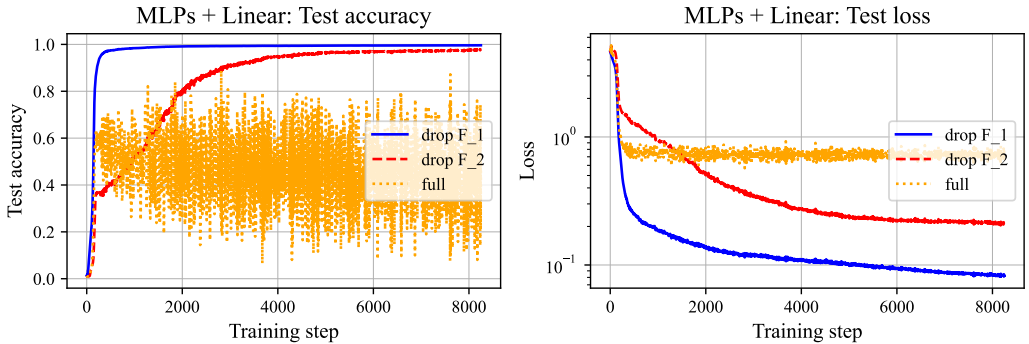 MLPs + Linear: Test accuracy
Test accuracy
1.0
0.8
0.6
0.4
0.2
0.0
drop F_1
drop F_2
full
0 2000 4000 6000 8000
Training step
MLPs + Linear: Test loss
Loss
10^0
10^-1
drop F_1
drop F_2
full
0 2000 4000 6000 8000
Training step